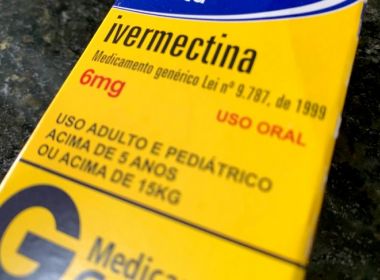 ivermectina
Medicamento genérico Lei nº 9.787, de 1999
6mg
USO ORAL
USO ADULTO E PEDIÁTRICO
ACIMA DE 5 ANOS
OU ACIMA DE 15KG
G